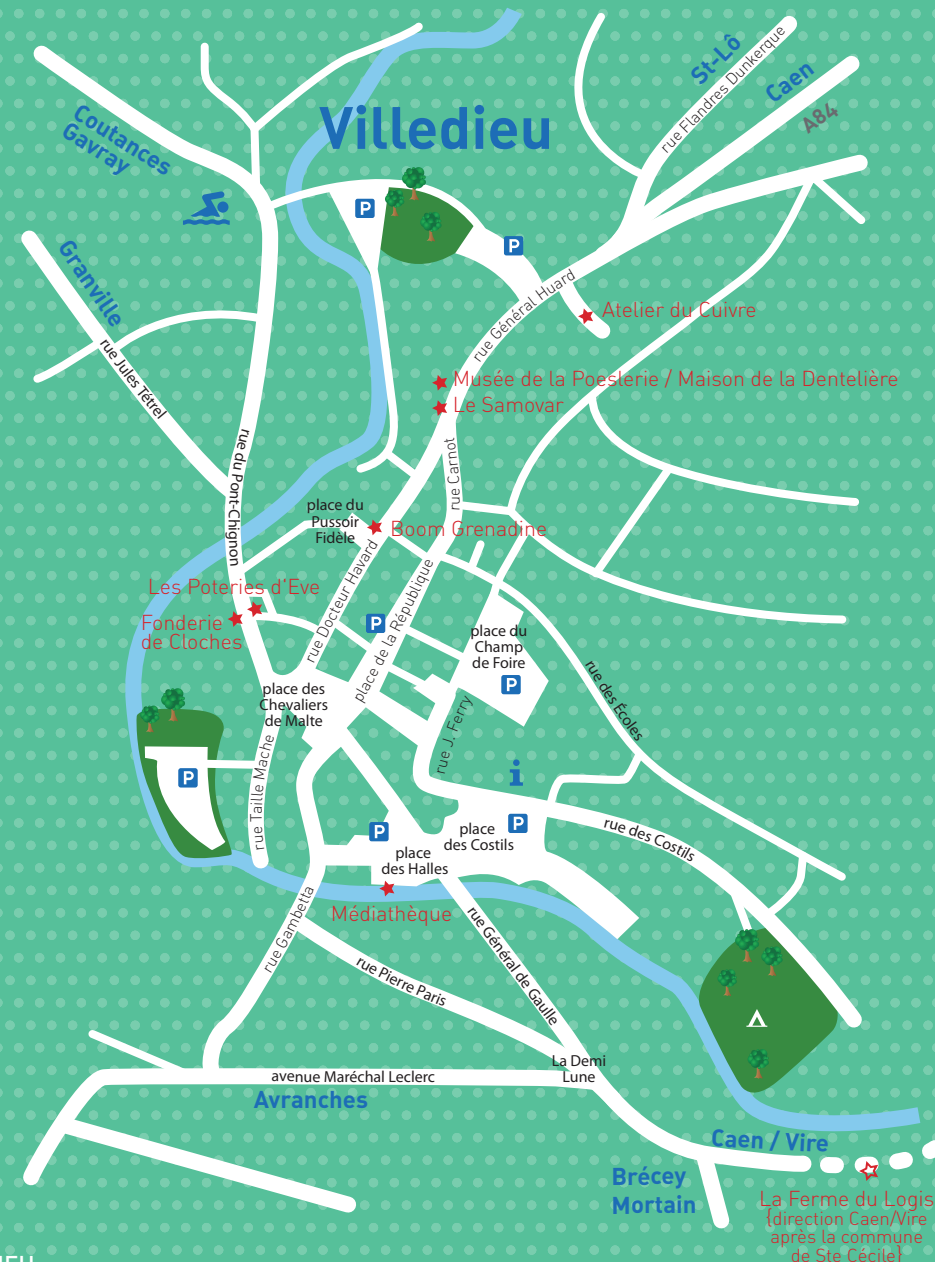 St-Lô
rue Flandres Dunkerque
Caen
A84
Villedieu
Coutances
Gavray
P
P
Granville
rue Jules Tétrel
rue Général Huard
Atelier du Cuivre
Musée de la Poeslerie / Maison de la Dentelière
Le Samovar
rue du Pont-Chignon
rue Carnot
place du
Pussoir
Fidèle
Boom Grenadine
rue Docteur Havard
place de la République
Les Poteries d'Eve
Fonderie
de Cloches
P
place du
Champ
de Foire
P
rue des Écoles
place des
Chevaliers
de Malte
rue J. Ferry
rue Taille Mache
P
i
P
place
des Costils
P
place
des Halles
rue des Costils
Médiathèque
rue Gambetta
rue Général de Gaulle
rue Pierre Paris
La Demi
Lune
avenue Maréchal Leclerc
Avranches
Caen / Vire
Brécey
Mortain
La Ferme du Logis
{direction Caen/Vire
après la commune
de Ste Cécile}